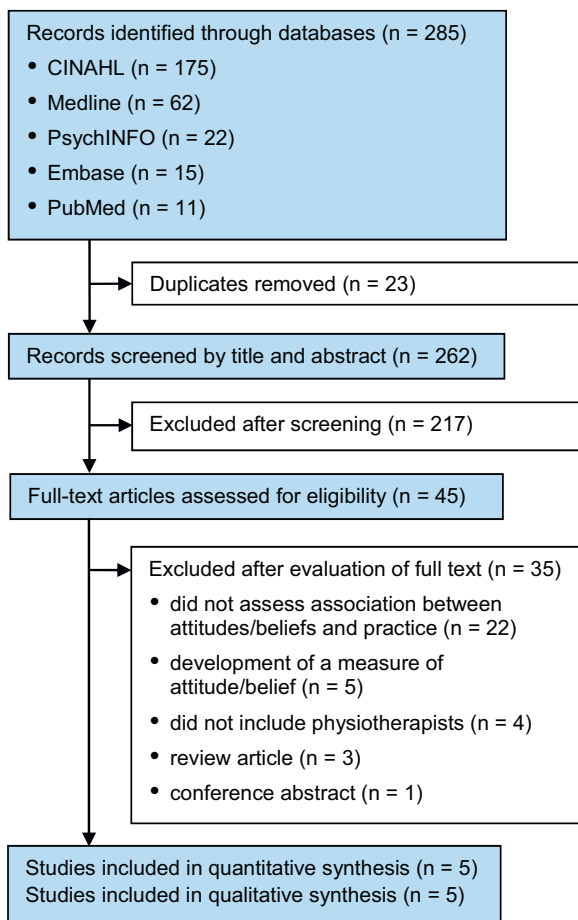 Records identified through databases (n = 285)
• CINAHL (n = 175)
• Medline (n = 62)
• PsychINFO (n = 22)
• Embase (n = 15)
• PubMed (n = 11)
Duplicates removed (n = 23)
Records screened by title and abstract (n = 262)
Excluded after screening (n = 217)
Full-text articles assessed for eligibility (n = 45)
Excluded after evaluation of full text (n = 35)
• did not assess association between
attitudes/beliefs and practice (n = 22)
• development of a measure of
attitude/belief (n = 5)
• did not include physiotherapists (n = 4)
• review article (n = 3)
• conference abstract (n = 1)
Studies included in quantitative synthesis (n = 5)
Studies included in qualitative synthesis (n = 5)